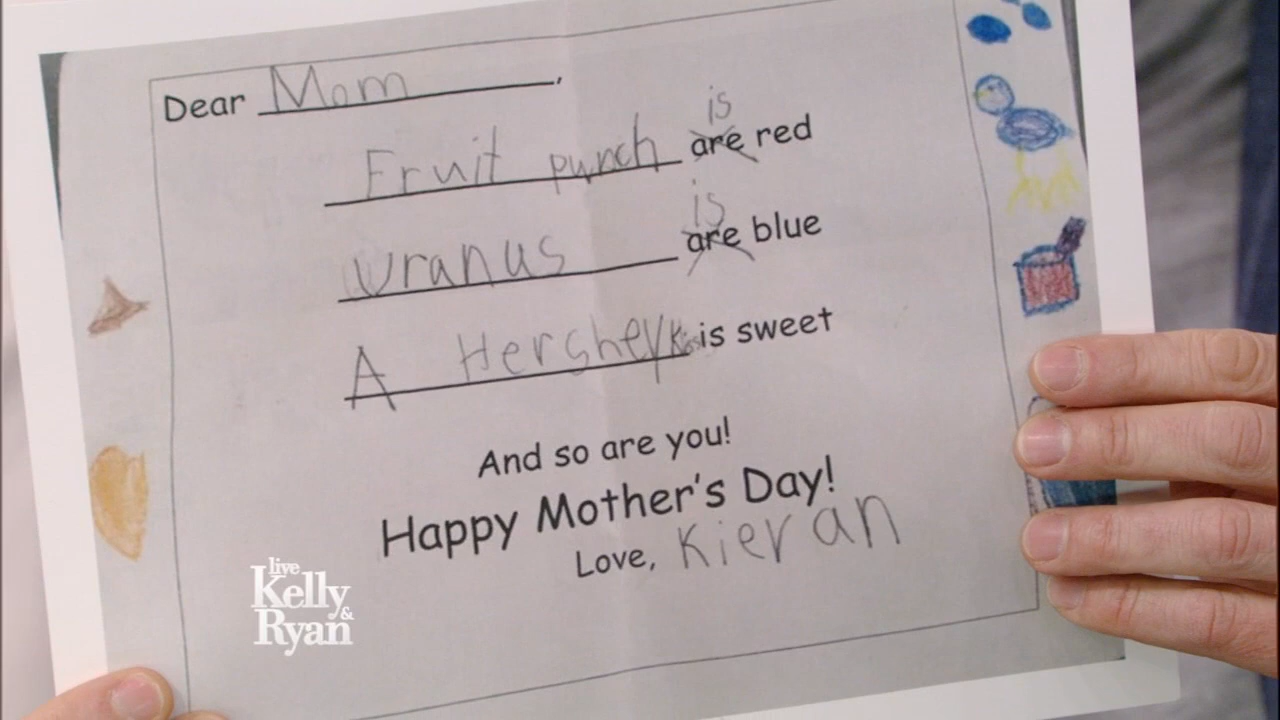 Dear Mom,
Fruit punch is are red
Uranus is are blue
A Hershey Kiss is sweet
And so are you!
Happy Mother's Day!
Love, Kieran
live
Kelly
&
Ryan